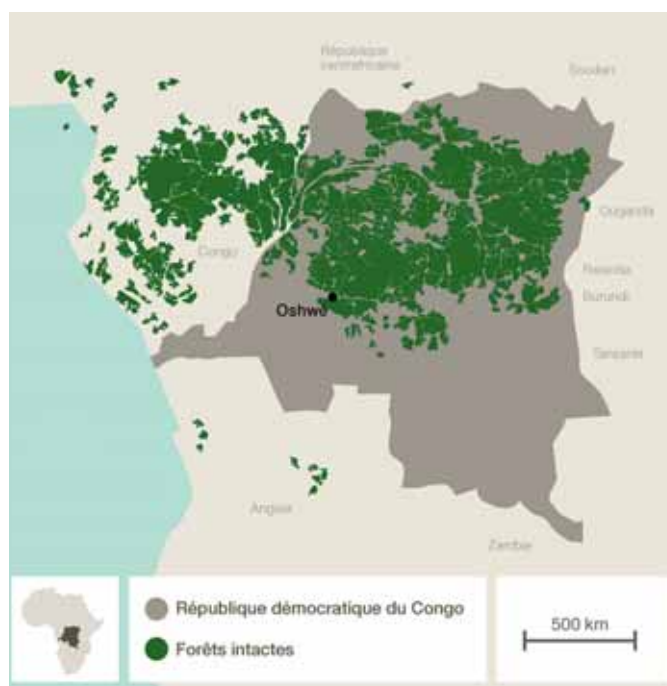 République
centrafricaine
Soudan
Ouganda
Congo
Rwanda
Burundi
Oshwe
Tanzanie
Angola
Zambie
République démocratique du Congo
Forêts intactes
500 km